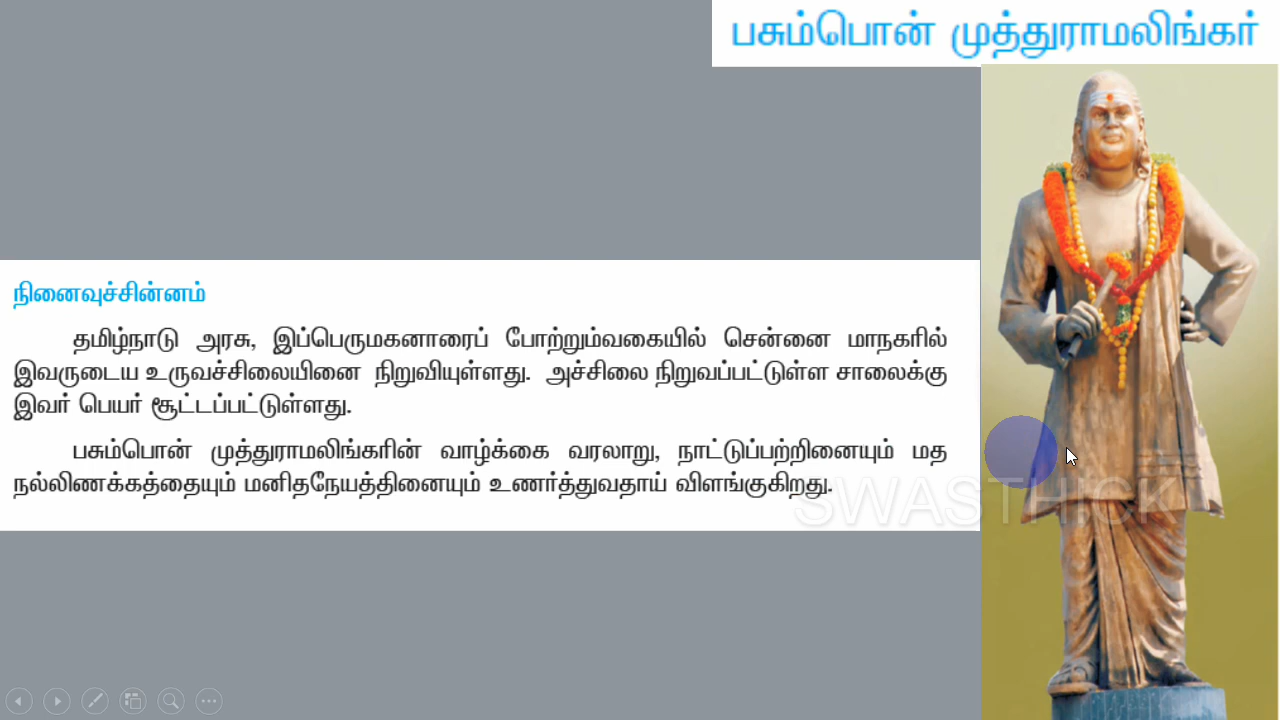 பசும்பொன் முத்துராமலிங்கர்
நினைவுச்சின்னம்
தமிழ்நாடு அரசு, இப்பெருமகனாரைப் போற்றும்வகையில் சென்னை மாநகரில்
இவருடைய உருவச்சிலையினை நிறுவியுள்ளது. அச்சிலை நிறுவப்பட்டுள்ள சாலைக்கு
இவர் பெயர் சூட்டப்பட்டுள்ளது.
பசும்பொன் முத்துராமலிங்கரின் வாழ்க்கை வரலாறு, நாட்டுப்பற்றினையும் மத
நல்லிணக்கத்தையும் மனிதநேயத்தினையும் உணர்த்துவதாய் விளங்குகிறது.
SWASTHICK